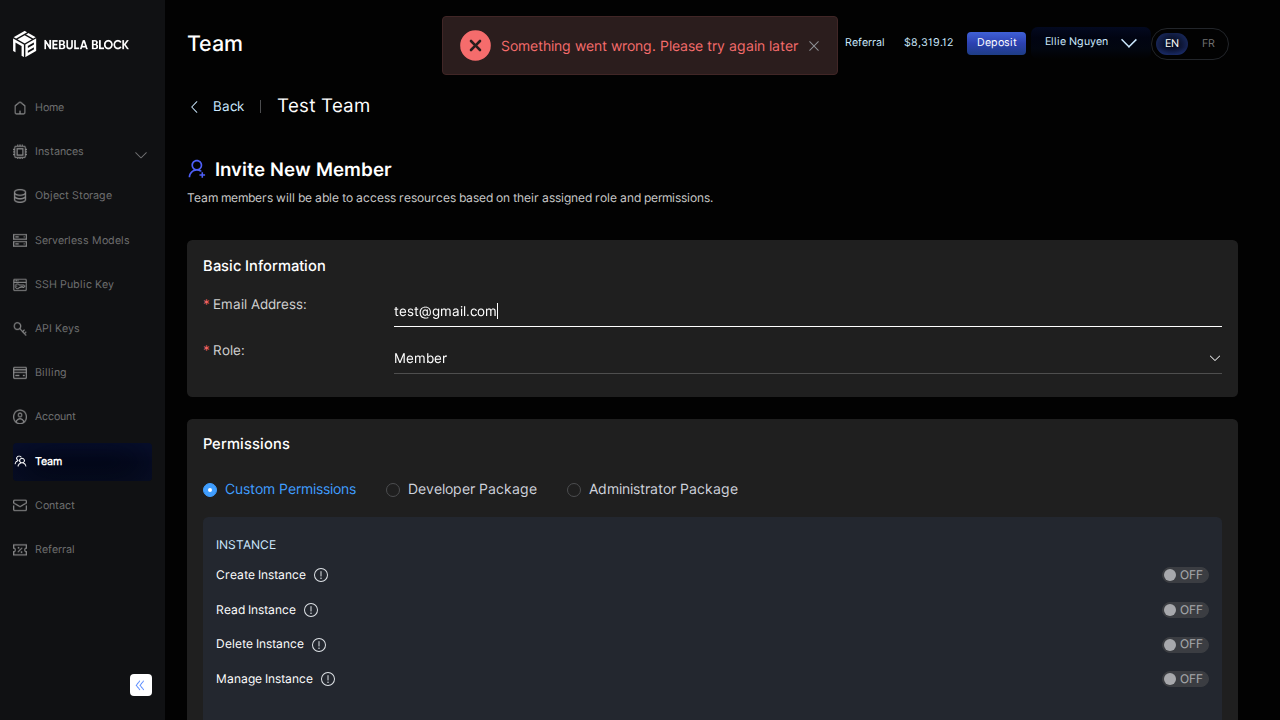 NEBULA BLOCK
Team
Something went wrong. Please try again later
Referral
$8,319.12
Deposit
Ellie Nguyen
EN
FR
Home
Instances
Object Storage
Serverless Models
SSH Public Key
API Keys
Billing
Account
Team
Contact
Referral
Back
Test Team
Invite New Member
Team members will be able to access resources based on their assigned role and permissions.
Basic Information
* Email Address:
test@gmail.com
* Role:
Member
Permissions
Custom Permissions
Developer Package
Administrator Package
INSTANCE
Create Instance
OFF
Read Instance
OFF
Delete Instance
OFF
Manage Instance
OFF